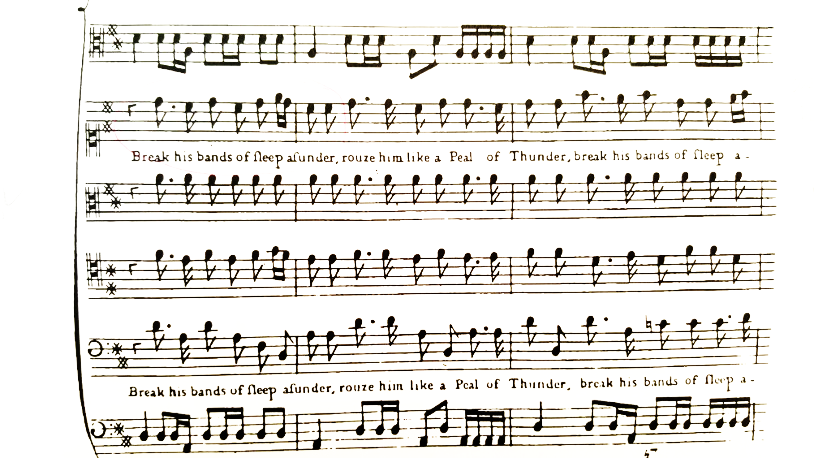 Break his bands of ſleep aſunder, rouze him like a Peal of Thunder, break his bands of ſleep a -
Break his bands of ſleep aſunder, rouze him like a Peal of Thunder, break his bands of ſleep a -